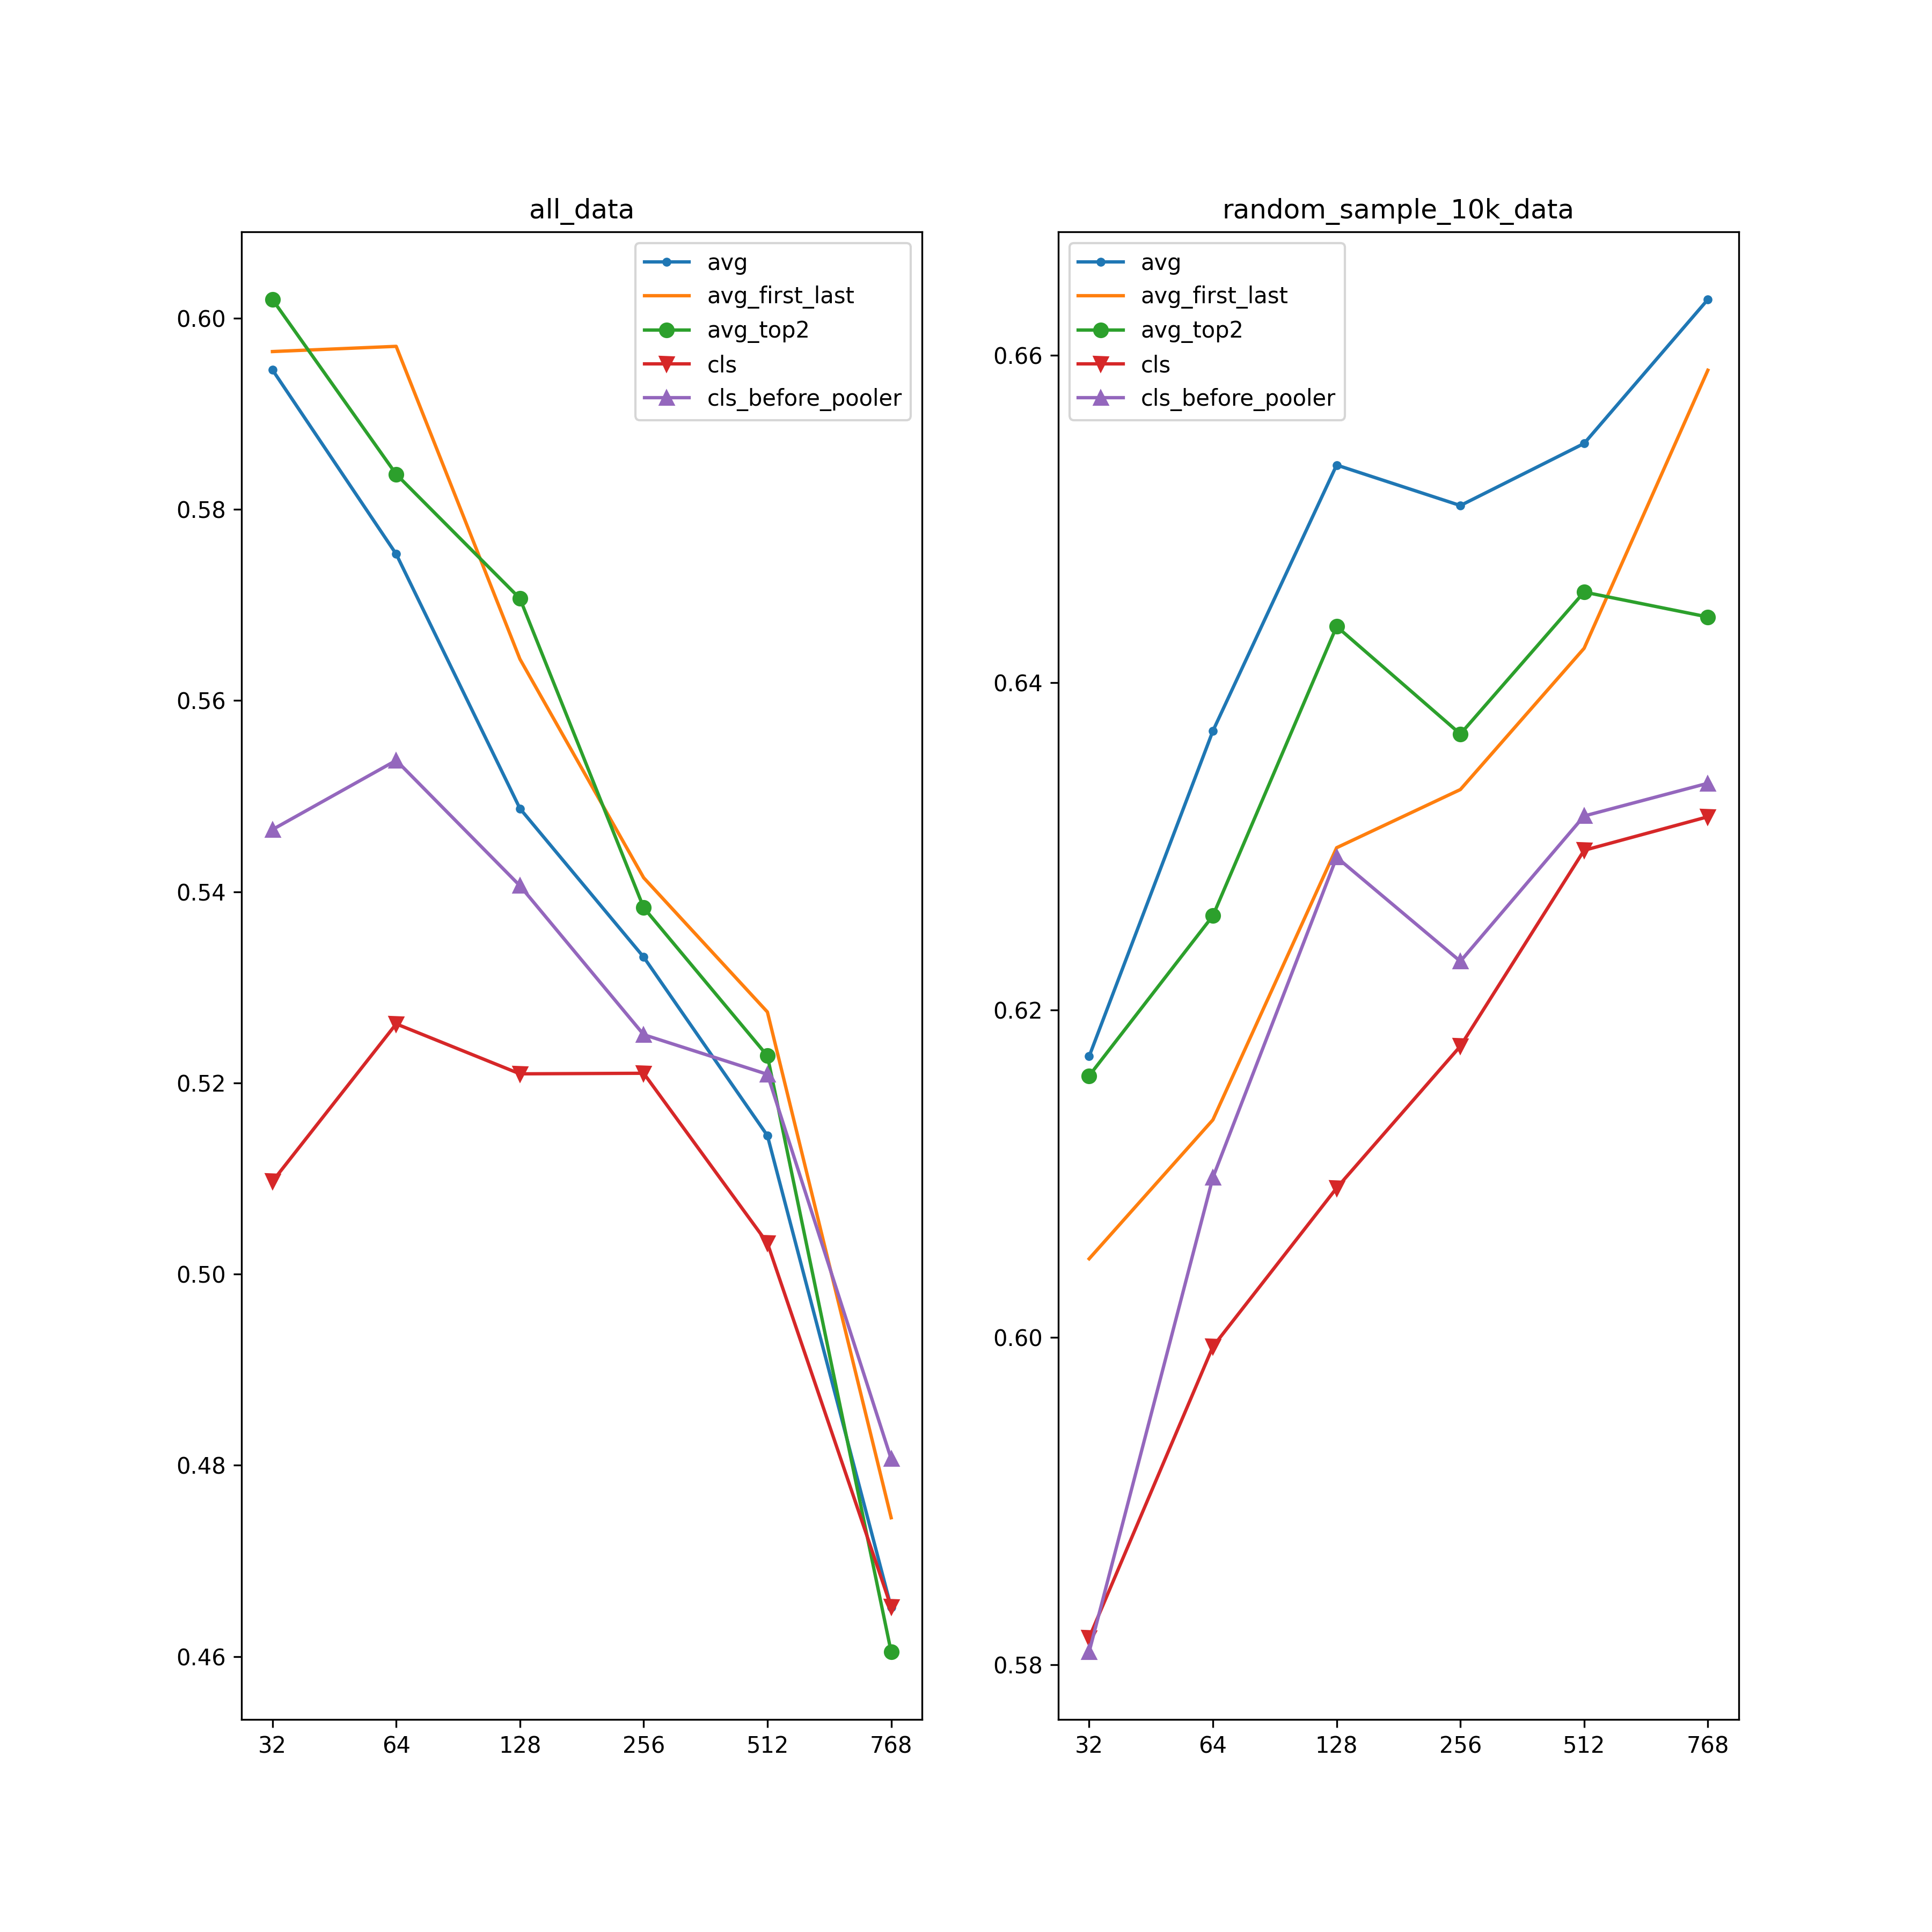 all_data
avg
avg_first_last
avg_top2
cls
cls_before_pooler
0.60
0.58
0.56
0.54
0.52
0.50
0.48
0.46
32 64 128 256 512 768
random_sample_10k_data
avg
avg_first_last
avg_top2
cls
cls_before_pooler
0.66
0.64
0.62
0.60
0.58
32 64 128 256 512 768